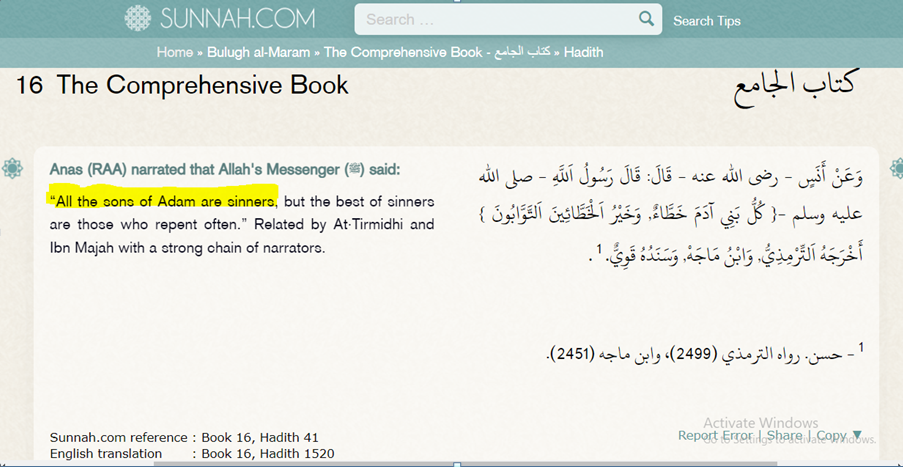 SUNNAH.COM
Search …
Search Tips
Home » Bulugh al-Maram » The Comprehensive Book - كتاب الجامع » Hadith
16 The Comprehensive Book
كتاب الجامع
Anas (RAA) narrated that Allah's Messenger (ﷺ) said:
“All the sons of Adam are sinners, but the best of sinners
are those who repent often.” Related by At-Tirmidhi and
Ibn Majah with a strong chain of narrators.
وَعَنْ أَنَسٍ - رضى الله عنه - قَالَ: قَالَ رَسُولُ اَللَّهِ - صلى الله
عليه وسلم -{ كُلُّ بَنِي آدَمَ خَطَّاءٌ, وَخَيْرُ اَلْخَطَّائِينَ اَلتَّوَّابُونَ }
أَخْرَجَهُ اَلتِّرْمِذِيُّ, وَابْنُ مَاجَهْ, وَسَنَدُهُ قَوِيٌّ. ‏1‏ .
‏1 ‏- حسن. رواه الترمذي (2499)، وابن ماجه (2451).
Activate Windows
Go to Settings to activate Windows.
Report Error | Share | Copy ▼
Sunnah.com reference : Book 16, Hadith 41
English translation : Book 16, Hadith 1520